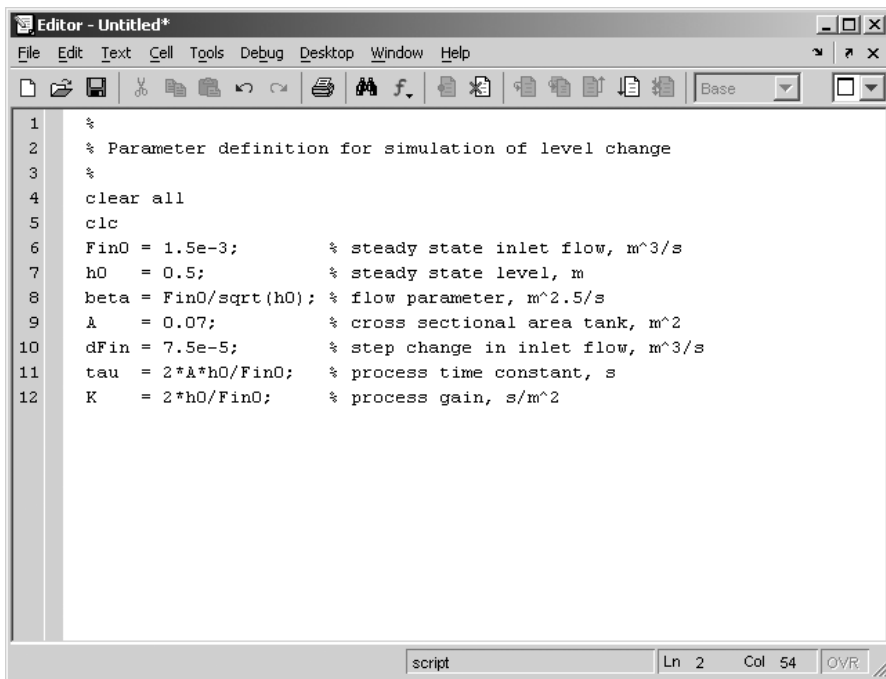 Editor - Untitled*
File Edit Text Cell Tools Debug Desktop Window Help
Base
1 %
2 % Parameter definition for simulation of level change
3 %
4 clear all
5 clc
6 Fin0 = 1.5e-3; % steady state inlet flow, m^3/s
7 h0 = 0.5; % steady state level, m
8 beta = Fin0/sqrt(h0); % flow parameter, m^2.5/s
9 A = 0.07; % cross sectional area tank, m^2
10 dFin = 7.5e-5; % step change in inlet flow, m^3/s
11 tau = 2*A*h0/Fin0; % process time constant, s
12 K = 2*h0/Fin0; % process gain, s/m^2
script Ln 2 Col 54 OVR